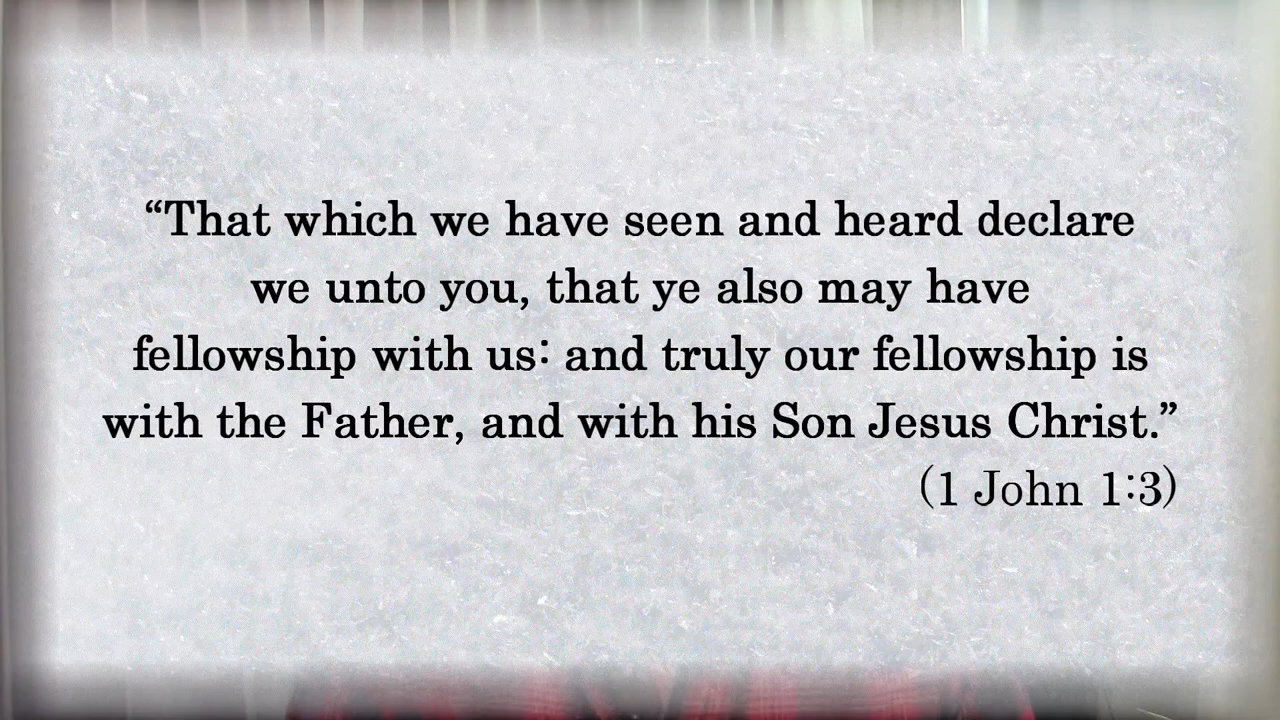 “That which we have seen and heard declare
we unto you, that ye also may have
fellowship with us: and truly our fellowship is
with the Father, and with his Son Jesus Christ.”
(1 John 1:3)